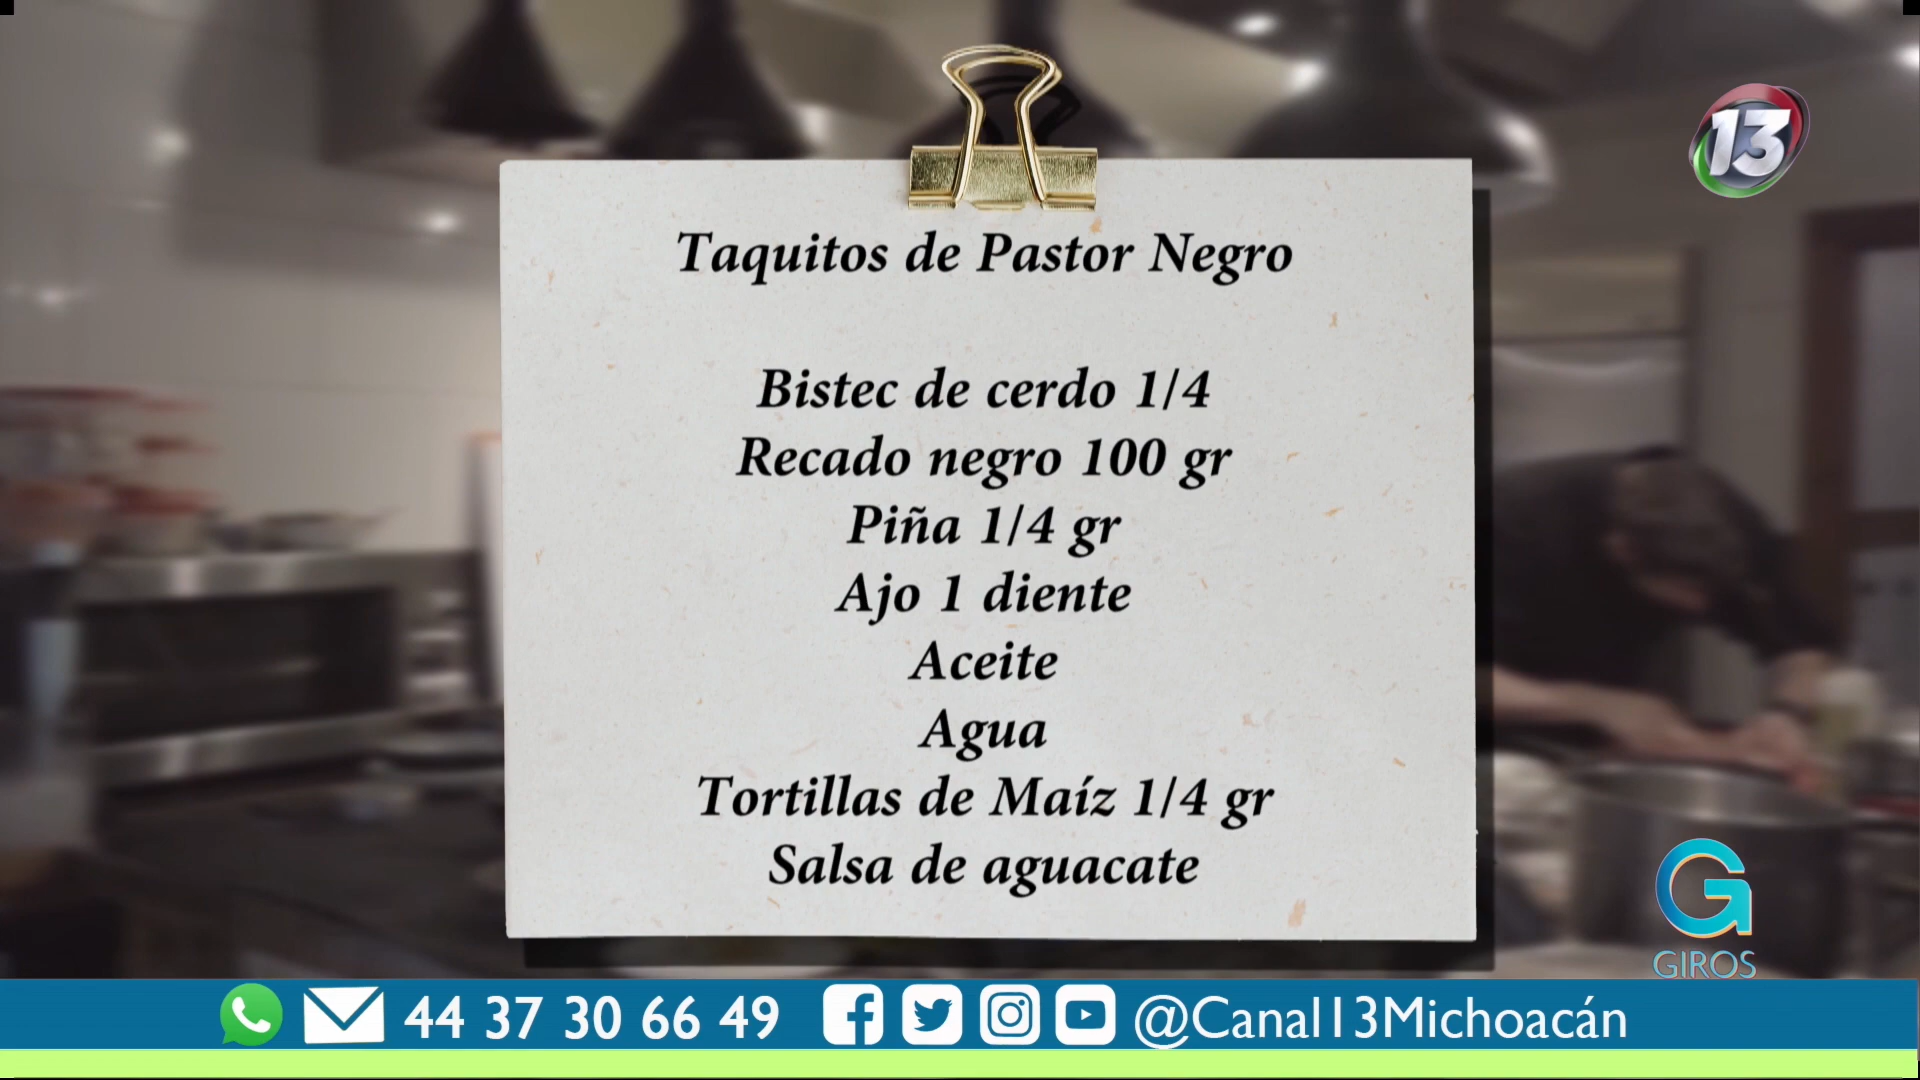 13
Taquitos de Pastor Negro
Bistec de cerdo 1/4
Recado negro 100 gr
Piña 1/4 gr
Ajo 1 diente
Aceite
Agua
Tortillas de Maíz 1/4 gr
Salsa de aguacate
G
GIROS
44 37 30 66 49 @Canal13Michoacán